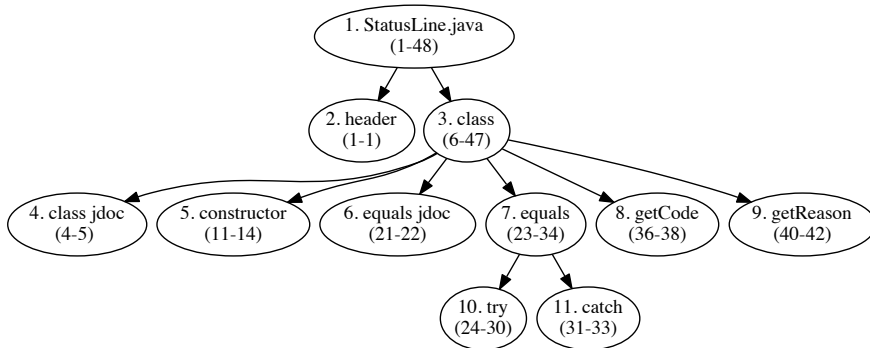 1. StatusLine.java
(1-48)
2. header
(1-1)
3. class
(6-47)
4. class jdoc
(4-5)
5. constructor
(11-14)
6. equals jdoc
(21-22)
7. equals
(23-34)
8. getCode
(36-38)
9. getReason
(40-42)
10. try
(24-30)
11. catch
(31-33)